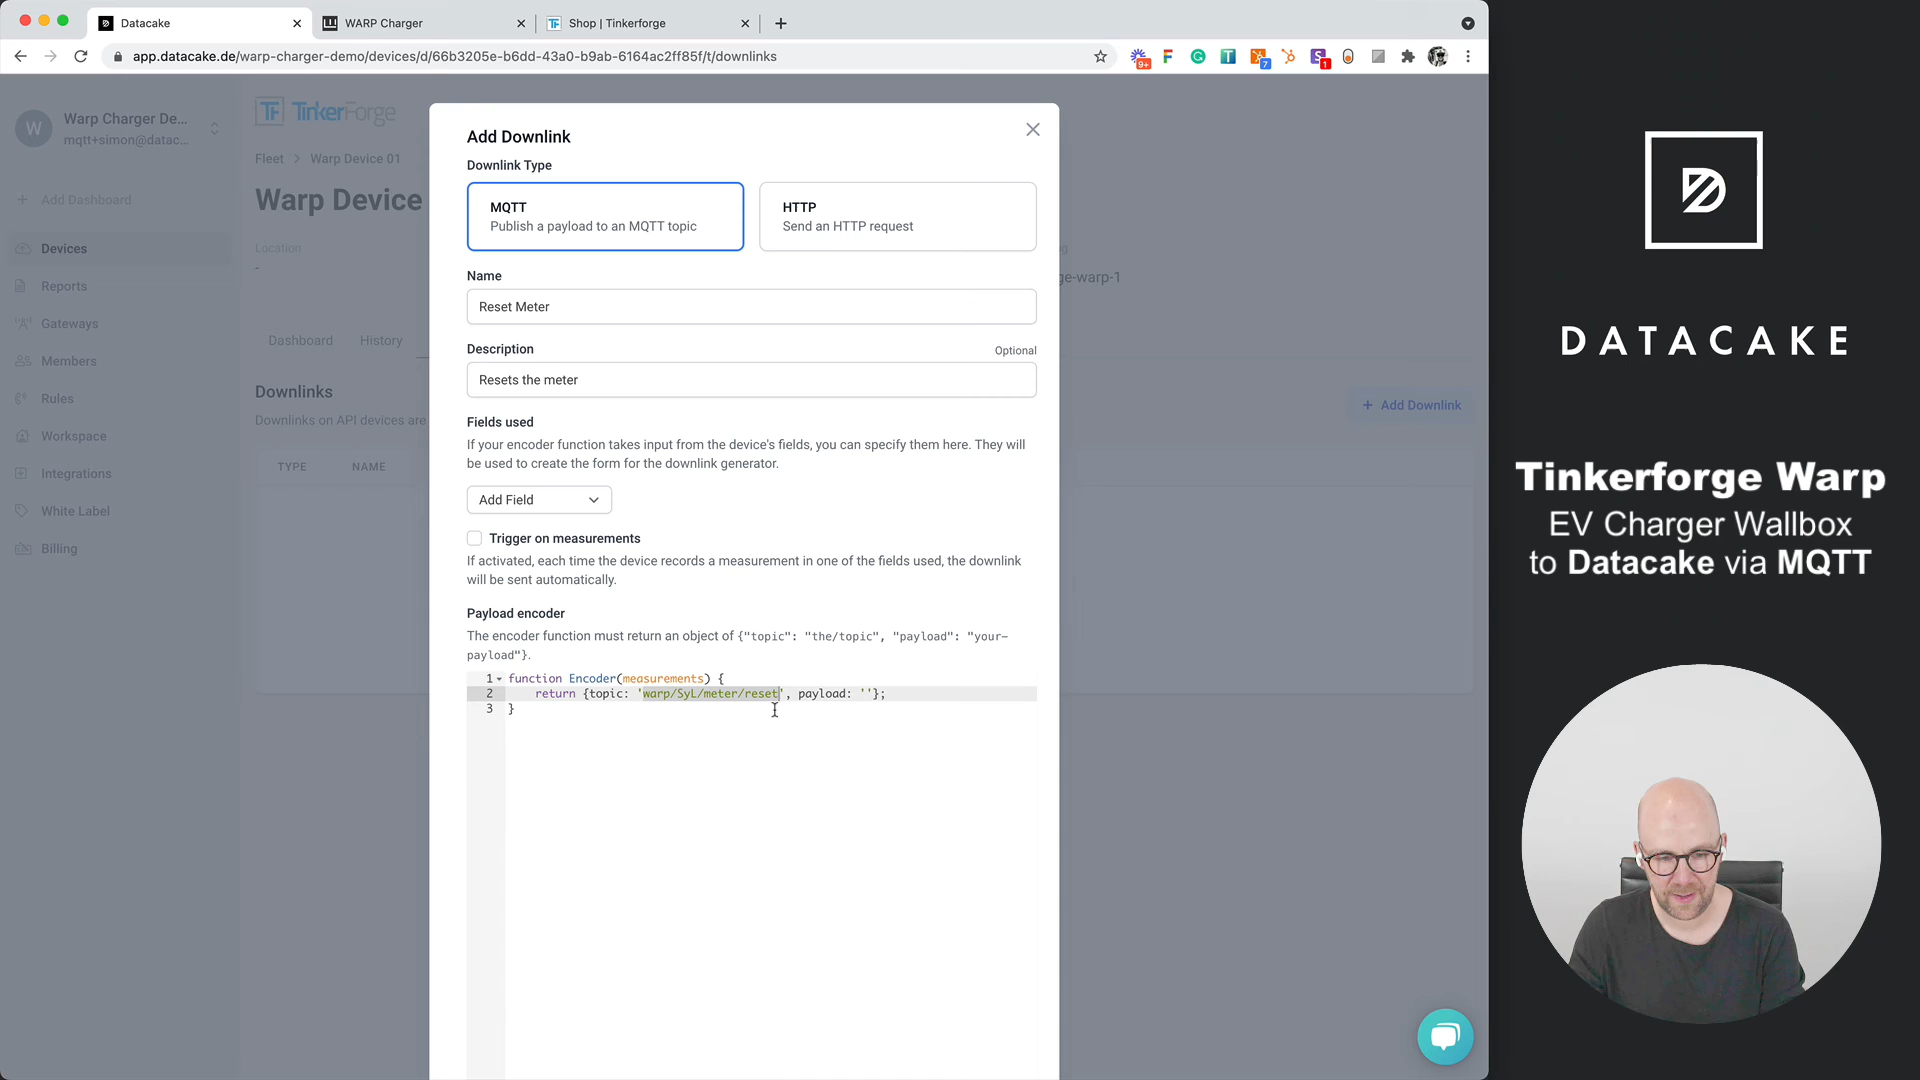 Datacake
WARP Charger
Shop | Tinkerforge
app.datacake.de/warp-charger-demo/devices/d/66b3205e-b6dd-43a0-b9ab-6164ac2ff85f/t/downlinks
9+
7
1
W
Warp Charger De...
mqtt+simon@datac...
Add Dashboard
Devices
Reports
Gateways
Members
Rules
Workspace
Integrations
White Label
Billing
TF TinkerForge
Fleet > Warp Device 01
Warp Device
Location
-
ge-warp-1
Dashboard
History
Downlinks
Downlinks on API devices are
+ Add Downlink
TYPE
NAME
Add Downlink
Downlink Type
MQTT
Publish a payload to an MQTT topic
HTTP
Send an HTTP request
Name
Reset Meter
Description
Optional
Resets the meter
Fields used
If your encoder function takes input from the device's fields, you can specify them here. They will
be used to create the form for the downlink generator.
Add Field
Trigger on measurements
If activated, each time the device records a measurement in one of the fields used, the downlink
will be sent automatically.
Payload encoder
The encoder function must return an object of {"topic": "the/topic", "payload": "your-
payload"}.
1 function Encoder(measurements) {
2 return {topic: 'warp/SyL/meter/reset', payload: ''};
3 }
DATACAKE
Tinkerforge Warp
EV Charger Wallbox
to Datacake via MQTT